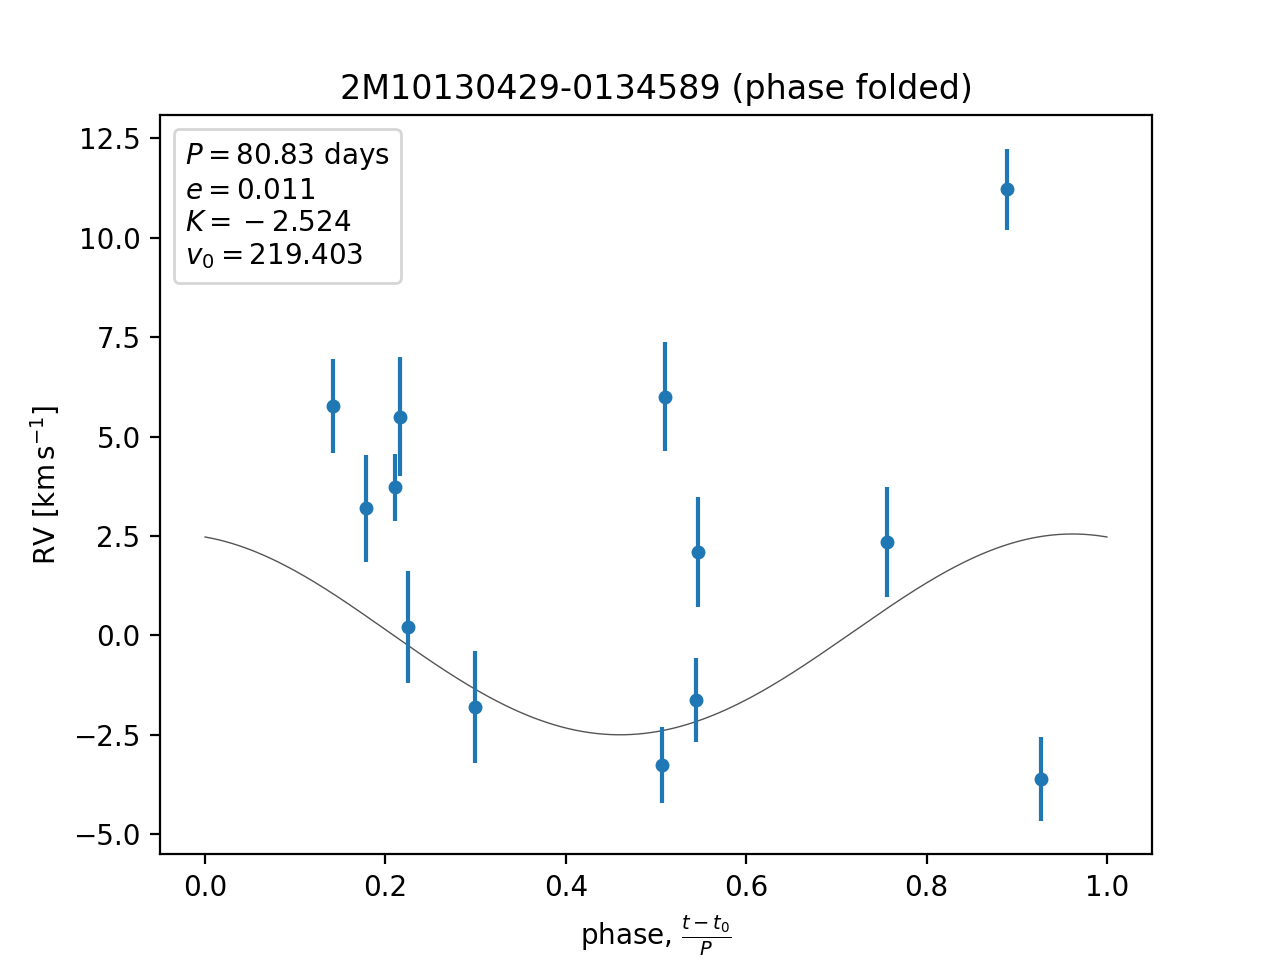 2M10130429-0134589 (phase folded)
P = 80.83 days
e = 0.011
K = −2.524
v₀ = 219.403
12.5
10.0
7.5
5.0
2.5
0.0
−2.5
−5.0
RV [km s⁻¹]
0.0 0.2 0.4 0.6 0.8 1.0
phase, (t − t₀)/P